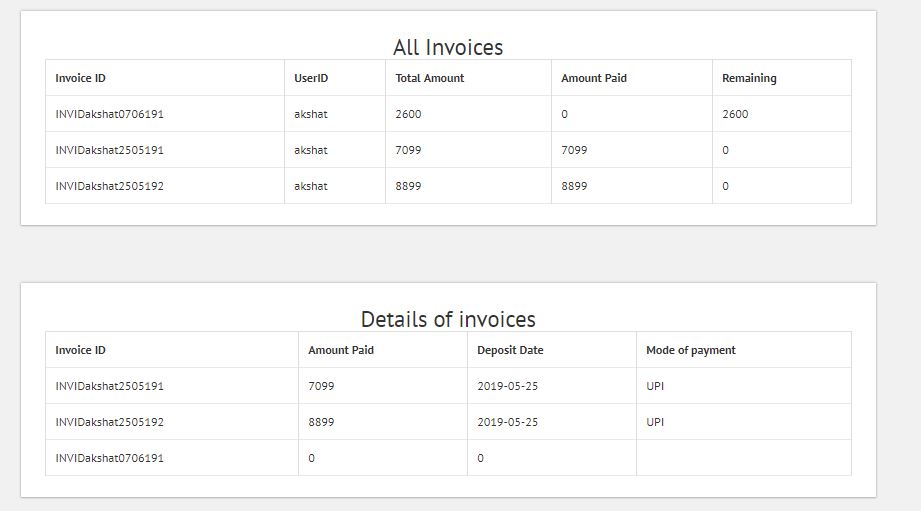 All Invoices
Invoice ID UserID Total Amount Amount Paid Remaining
INVIDakshat0706191 akshat 2600 0 2600
INVIDakshat2505191 akshat 7099 7099 0
INVIDakshat2505192 akshat 8899 8899 0
Details of invoices
Invoice ID Amount Paid Deposit Date Mode of payment
INVIDakshat2505191 7099 2019-05-25 UPI
INVIDakshat2505192 8899 2019-05-25 UPI
INVIDakshat0706191 0 0